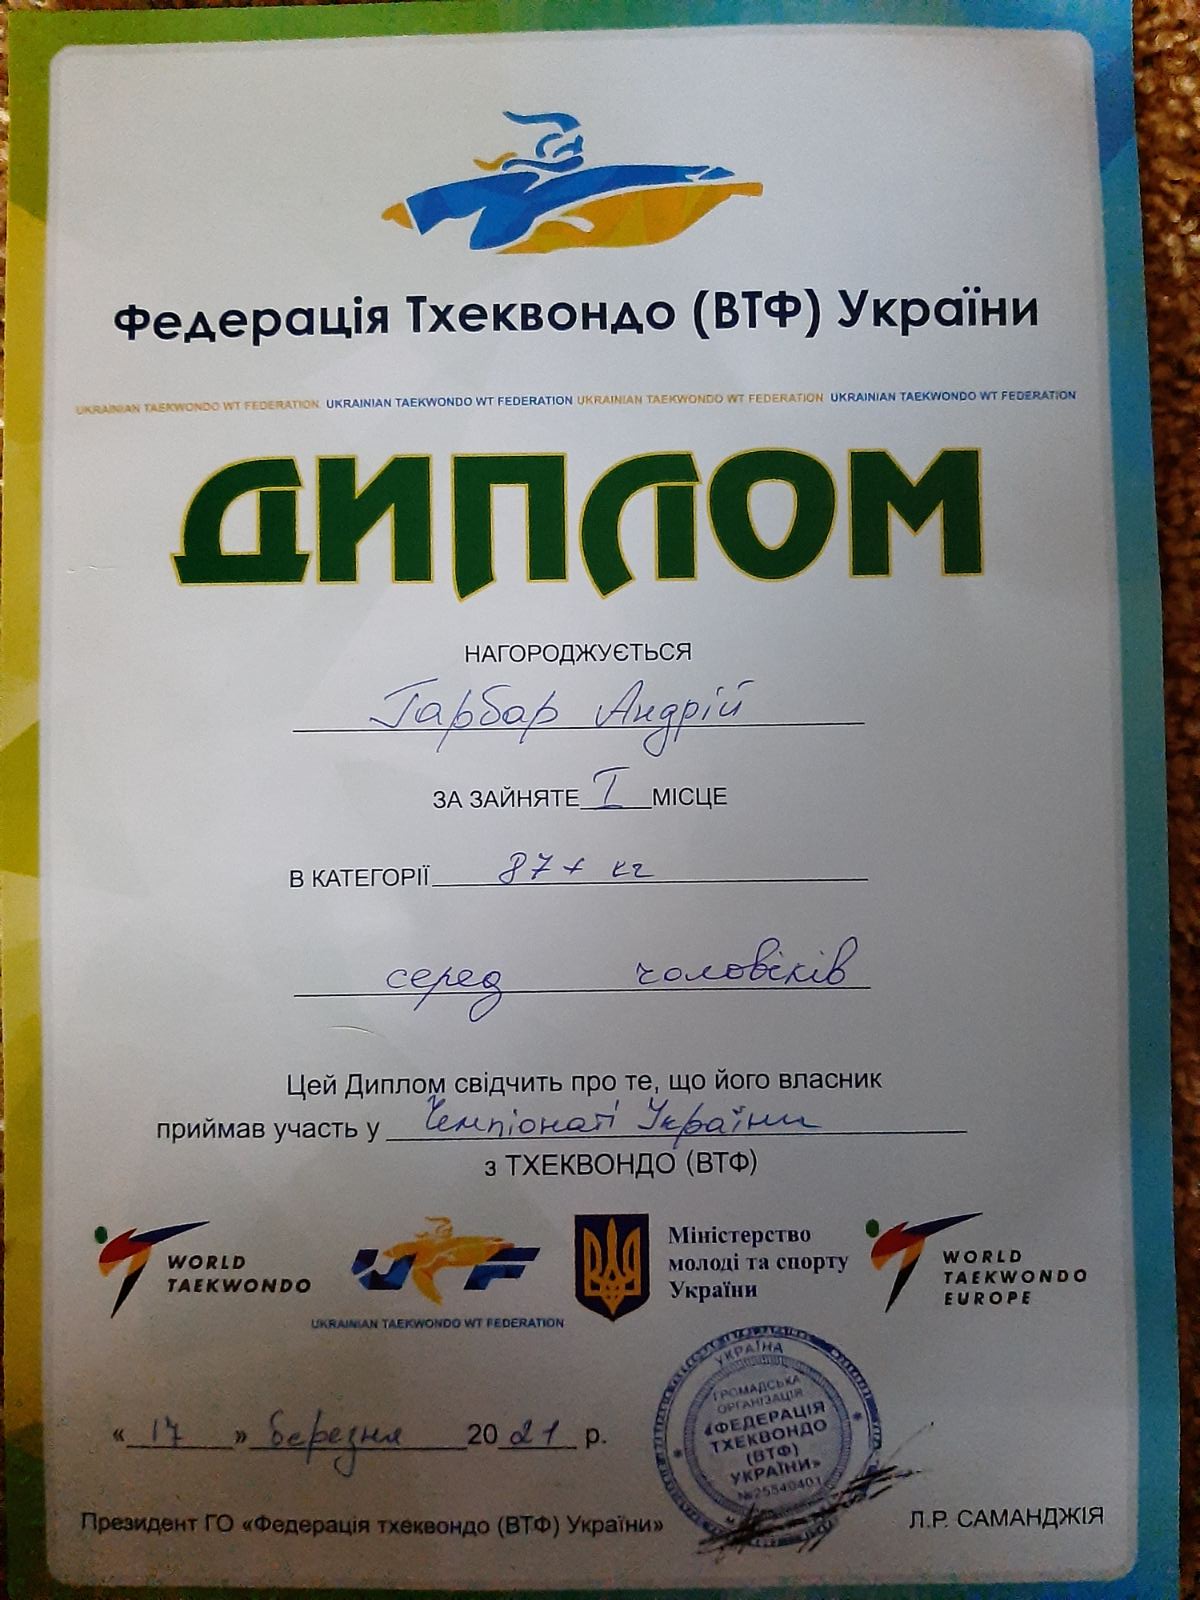 Федерація Тхеквондо (ВТФ) України
UKRAINIAN TAEKWONDO WT FEDERATION UKRAINIAN TAEKWONDO WT FEDERATION UKRAINIAN TAEKWONDO WT FEDERATION UKRAINIAN TAEKWONDO WT FEDERATION
ДИПЛОМ
НАГОРОДЖУЄТЬСЯ
Гарбар Андрій
ЗА ЗАЙНЯТЕ I МІСЦЕ
В КАТЕГОРІЇ 87+ кг
серед чоловіків
Цей Диплом свідчить про те, що його власник
приймав участь у Чемпіонаті України
з ТХЕКВОНДО (ВТФ)
WORLD
TAEKWONDO
UTF
UKRAINIAN TAEKWONDO WT FEDERATION
Міністерство
молоді та спорту
України
WORLD
TAEKWONDO
EUROPE
УКРАЇНА
ГРОМАДСЬКА
ОРГАНІЗАЦІЯ
«ФЕДЕРАЦІЯ
ТХЕКВОНДО
(ВТФ)
УКРАЇНИ»
№25540401
« 17 » березня 2021 р.
Президент ГО «Федерація тхеквондо (ВТФ) України»
Л.Р. САМАНДЖІЯ